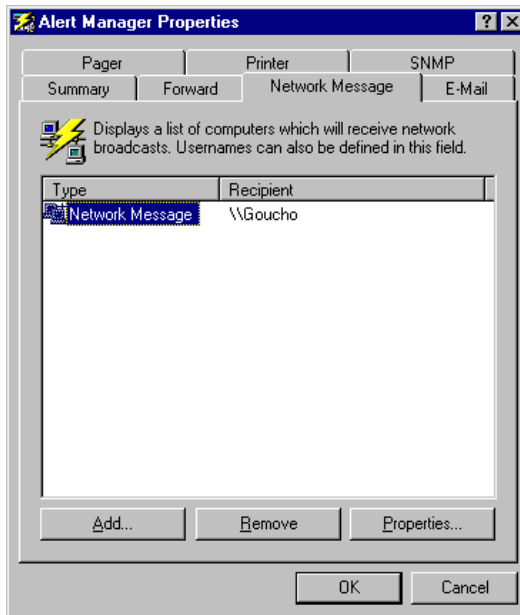 Alert Manager Properties
Pager Printer SNMP
Summary Forward Network Message E-Mail
Displays a list of computers which will receive network
broadcasts. Usernames can also be defined in this field.
Type Recipient
Network Message \\Goucho
Add... Remove Properties...
OK Cancel